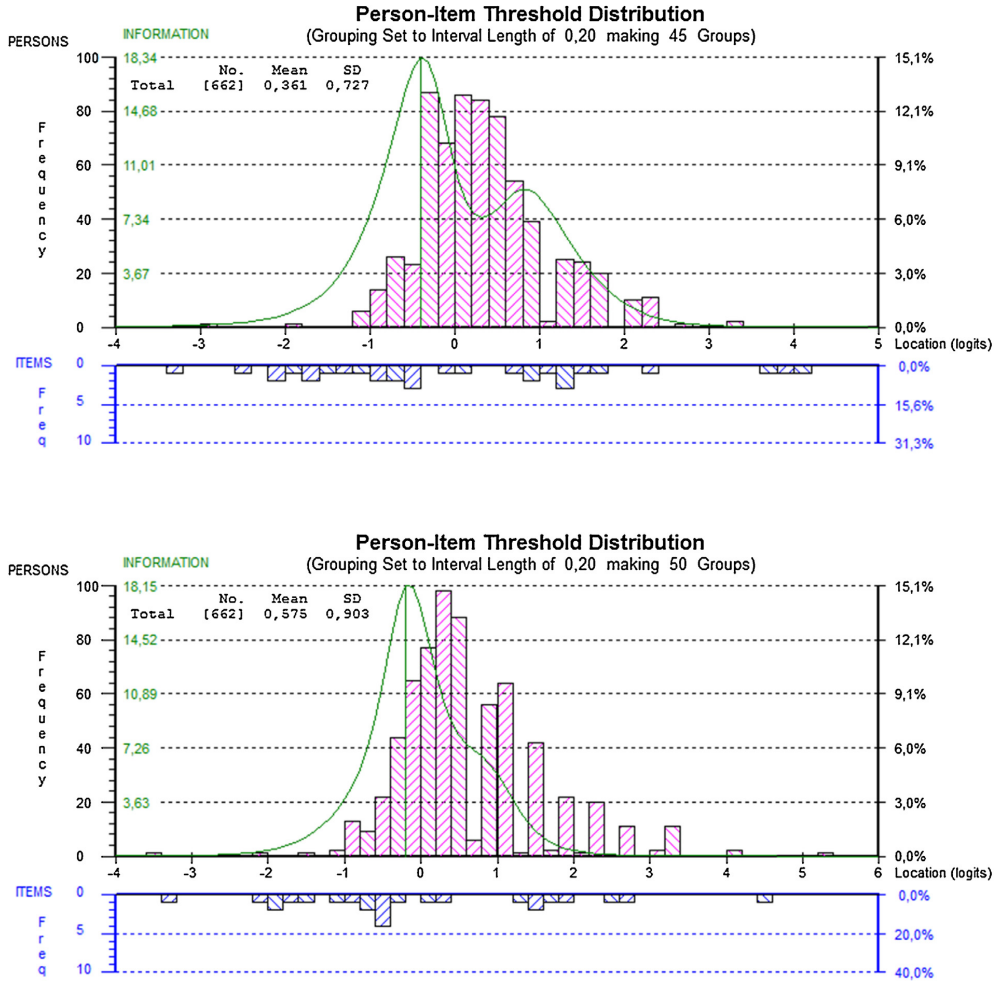 Person-Item Threshold Distribution
(Grouping Set to Interval Length of 0,20 making 45 Groups)
PERSONS INFORMATION
100 18,34 15,1%
No. Mean SD
Total [662] 0,361 0,727
80 14,68 12,1%
60 11,01 9,1%
40 7,34 6,0%
20 3,67 3,0%
0 0,0%
Frequency
-4 -3 -2 -1 0 1 2 3 4 5 Location (logits)
ITEMS 0 0,0%
5 15,6%
10 31,3%
Freq
Person-Item Threshold Distribution
(Grouping Set to Interval Length of 0,20 making 50 Groups)
PERSONS INFORMATION
100 18,15 15,1%
No. Mean SD
Total [662] 0,575 0,903
80 14,52 12,1%
60 10,89 9,1%
40 7,26 6,0%
20 3,63 3,0%
0 0,0%
Frequency
-4 -3 -2 -1 0 1 2 3 4 5 6 Location (logits)
ITEMS 0 0,0%
5 20,0%
10 40,0%
Freq